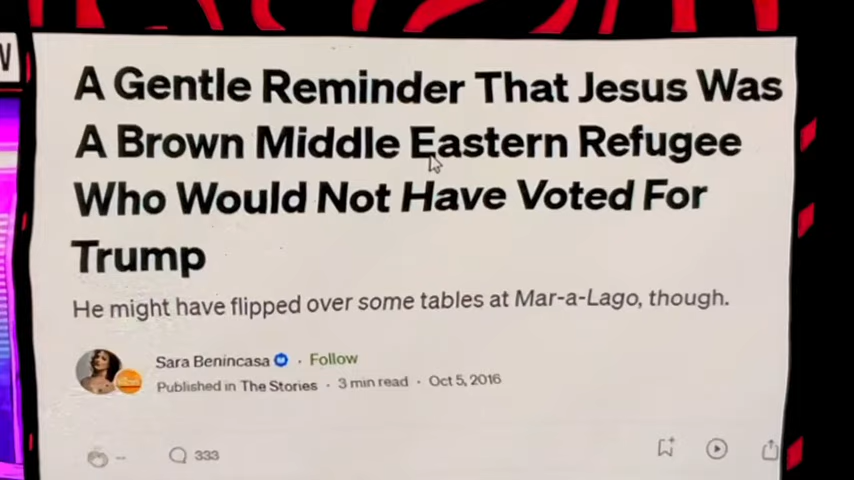 A Gentle Reminder That Jesus Was
A Brown Middle Eastern Refugee
Who Would Not Have Voted For
Trump
He might have flipped over some tables at Mar-a-Lago, though.
Sara Benincasa · Follow
Published in The Stories · 3 min read · Oct 5, 2016
-- 333